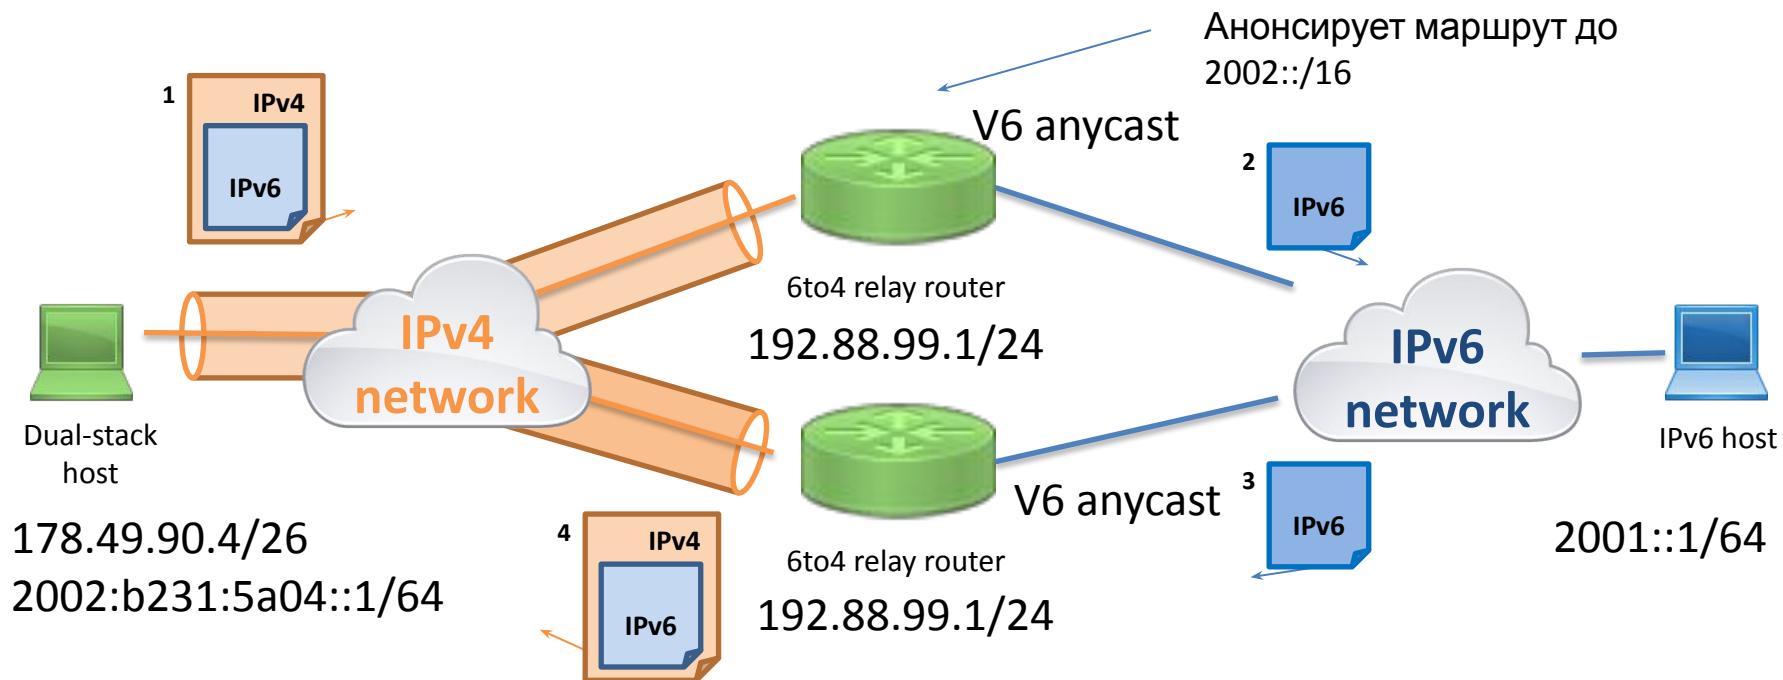 Анонсирует маршрут до
2002::/16
1
IPv4
IPv6
V6 anycast
2
IPv6
6to4 relay router
192.88.99.1/24
IPv4
network
IPv6
network
Dual-stack
host
IPv6 host
178.49.90.4/26
2002:b231:5a04::1/64
4
IPv4
IPv6
V6 anycast
6to4 relay router
192.88.99.1/24
3
IPv6
2001::1/64